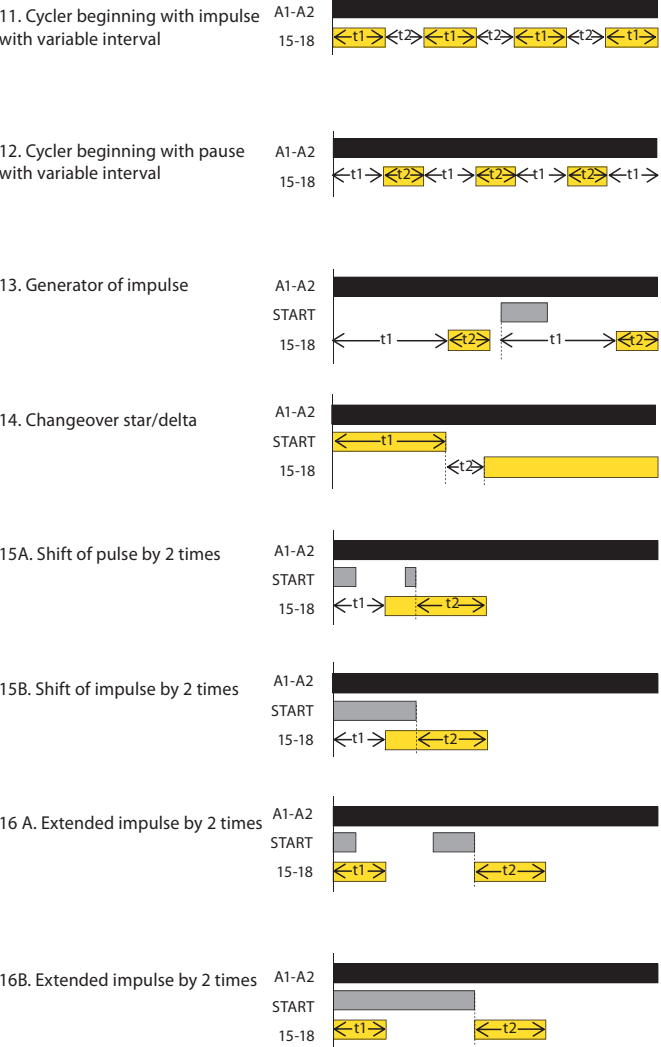 11. Cycler beginning with impulse
with variable interval
A1-A2
15-18
t1 t2 t1 t2 t1 t2 t1
12. Cycler beginning with pause
with variable interval
A1-A2
15-18
t1 t2 t1 t2 t1 t2 t1
13. Generator of impulse
A1-A2
START
15-18
t1 t2 t1 t2
14. Changeover star/delta
A1-A2
START
t1
15-18
t2
15A. Shift of pulse by 2 times
A1-A2
START
15-18
t1 t2
15B. Shift of impulse by 2 times
A1-A2
START
15-18
t1 t2
16 A. Extended impulse by 2 times
A1-A2
START
15-18
t1 t2
16B. Extended impulse by 2 times
A1-A2
START
15-18
t1 t2